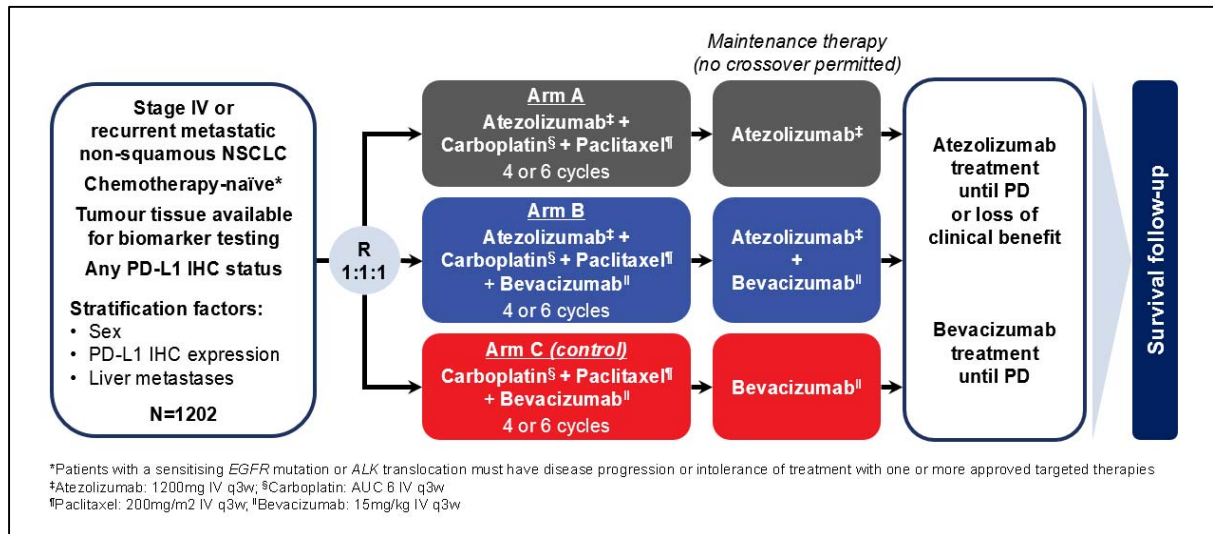 Maintenance therapy
(no crossover permitted)
Stage IV or
recurrent metastatic
non-squamous NSCLC
Chemotherapy-naïve*
Tumour tissue available
for biomarker testing
Any PD-L1 IHC status
Stratification factors:
• Sex
• PD-L1 IHC expression
• Liver metastases
N=1202
R
1:1:1
Arm A
Atezolizumab‡ +
Carboplatin§ + Paclitaxel¶
4 or 6 cycles
Atezolizumab‡
Arm B
Atezolizumab‡ +
Carboplatin§ + Paclitaxel¶
+ Bevacizumab‖
4 or 6 cycles
Atezolizumab‡
+
Bevacizumab‖
Arm C (control)
Carboplatin§ + Paclitaxel¶
+ Bevacizumab‖
4 or 6 cycles
Bevacizumab‖
Atezolizumab
treatment
until PD
or loss of
clinical benefit
Bevacizumab
treatment
until PD
Survival follow-up
*Patients with a sensitising EGFR mutation or ALK translocation must have disease progression or intolerance of treatment with one or more approved targeted therapies
‡Atezolizumab: 1200mg IV q3w; §Carboplatin: AUC 6 IV q3w
¶Paclitaxel: 200mg/m2 IV q3w; ‖Bevacizumab: 15mg/kg IV q3w